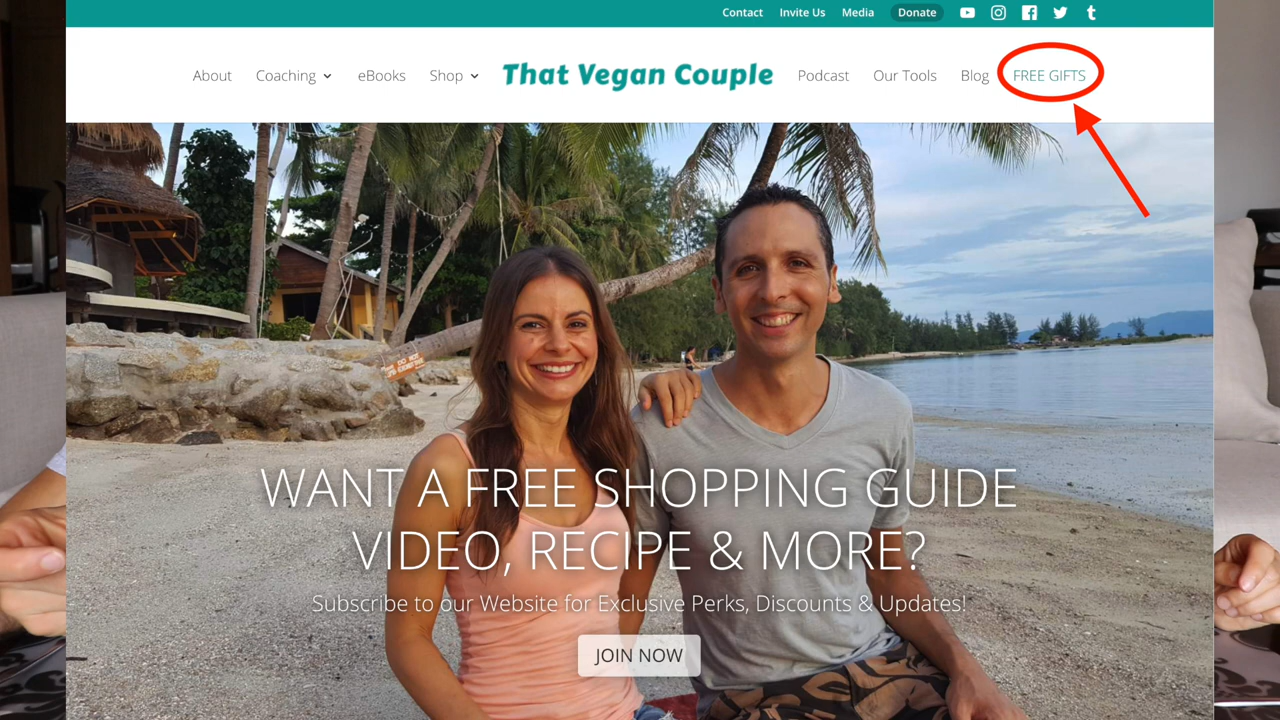 Contact Invite Us Media Donate
About Coaching eBooks Shop That Vegan Couple Podcast Our Tools Blog FREE GIFTS
WANT A FREE SHOPPING GUIDE
VIDEO, RECIPE & MORE?
Subscribe to our Website for Exclusive Perks, Discounts & Updates!
JOIN NOW